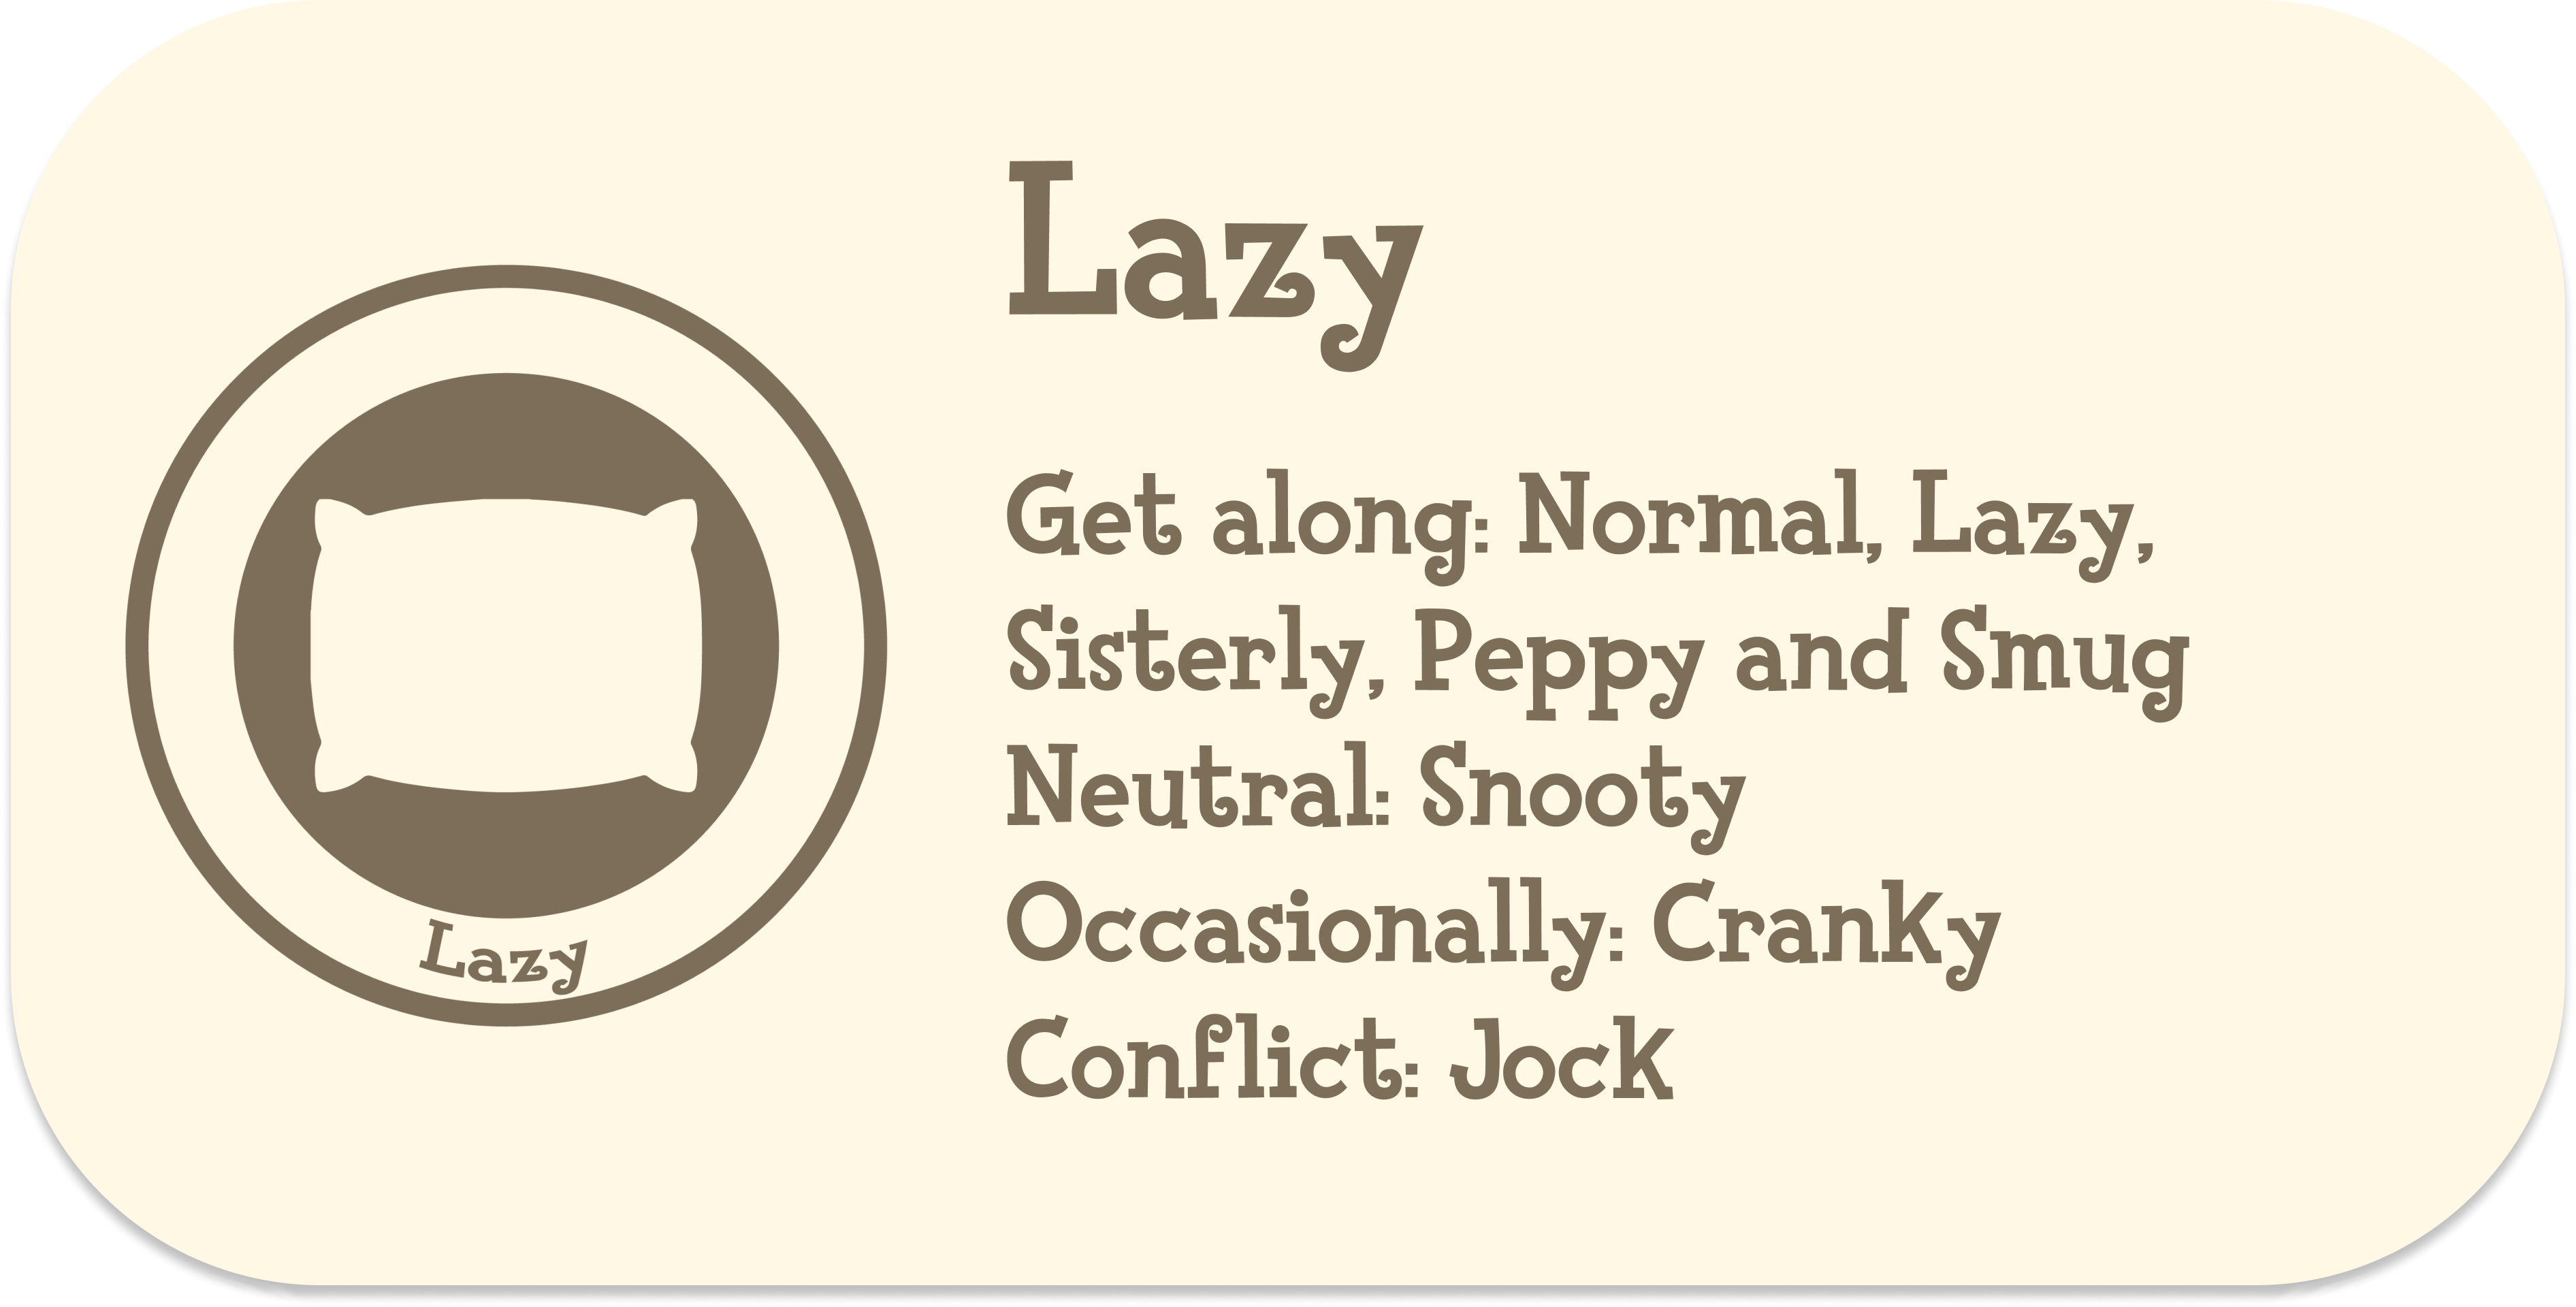 Lazy
Get along: Normal, Lazy,
Sisterly, Peppy and Smug
Neutral: Snooty
Occasionally: Cranky
Conflict: Jock
Lazy